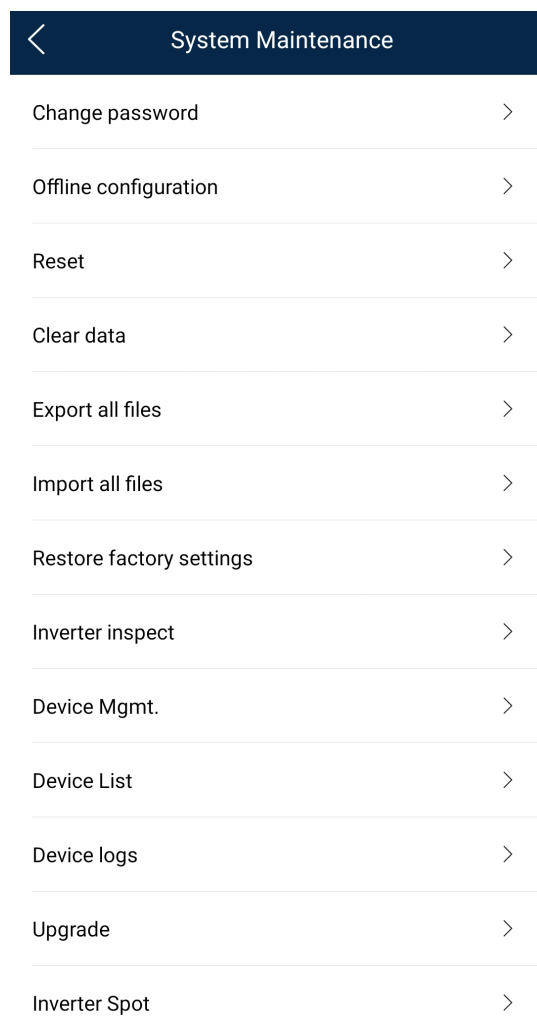 System Maintenance
Change password
Offline configuration
Reset
Clear data
Export all files
Import all files
Restore factory settings
Inverter inspect
Device Mgmt.
Device List
Device logs
Upgrade
Inverter Spot